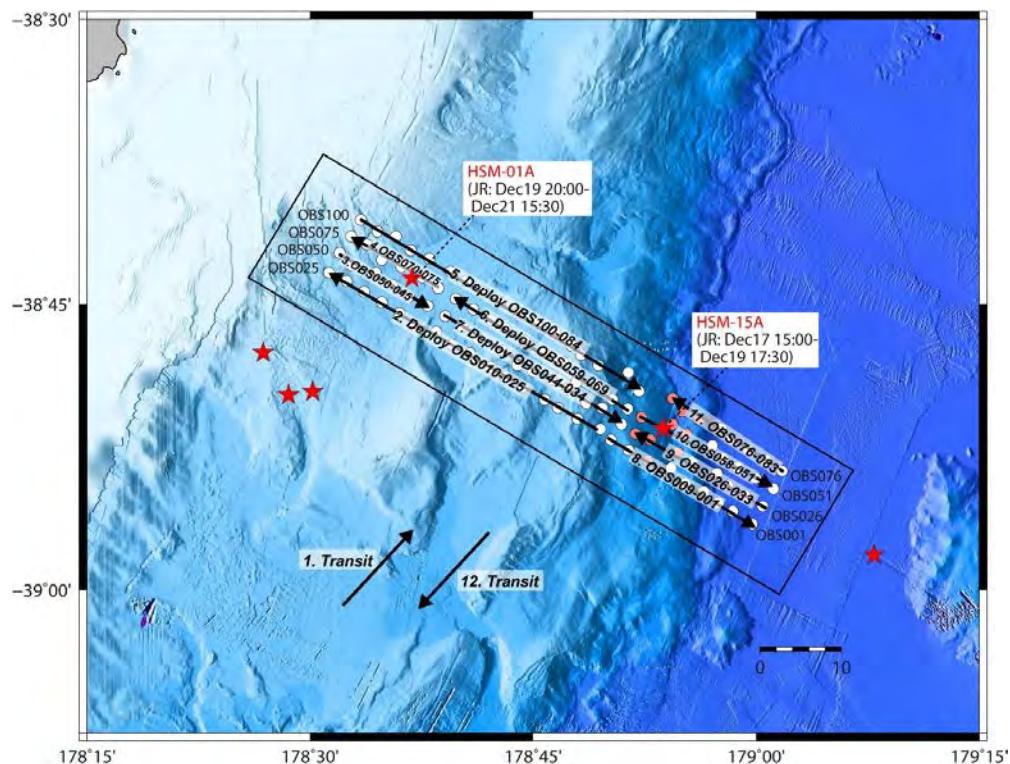 −38°30'
HSM-01A
(JR: Dec19 20:00-
Dec21 15:30)
OBS100
OBS075
OBS050
OBS025
4.OBS070-075
3.OBS050-045
5. Deploy OBS100-084
−38°45'
6. Deploy OBS059-069
7. Deploy OBS044-034
2. Deploy OBS010-025
HSM-15A
(JR: Dec17 15:00-
Dec19 17:30)
11. OBS076-083
10.OBS058-051
9. OBS026-033
8. OBS009-001
OBS076
OBS051
OBS026
OBS001
1. Transit
12. Transit
−39°00'
0
10
178°15'
178°30'
178°45'
179°00'
179°15'